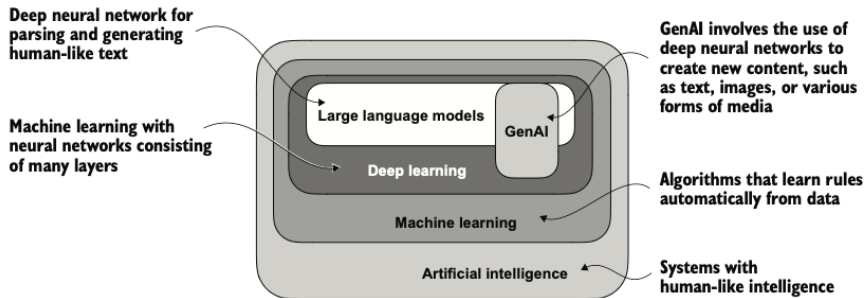 Deep neural network for
parsing and generating
human-like text
GenAI involves the use of
deep neural networks to
create new content, such
as text, images, or various
forms of media
Large language models
GenAI
Machine learning with
neural networks consisting
of many layers
Deep learning
Algorithms that learn rules
automatically from data
Machine learning
Artificial intelligence
Systems with
human-like intelligence